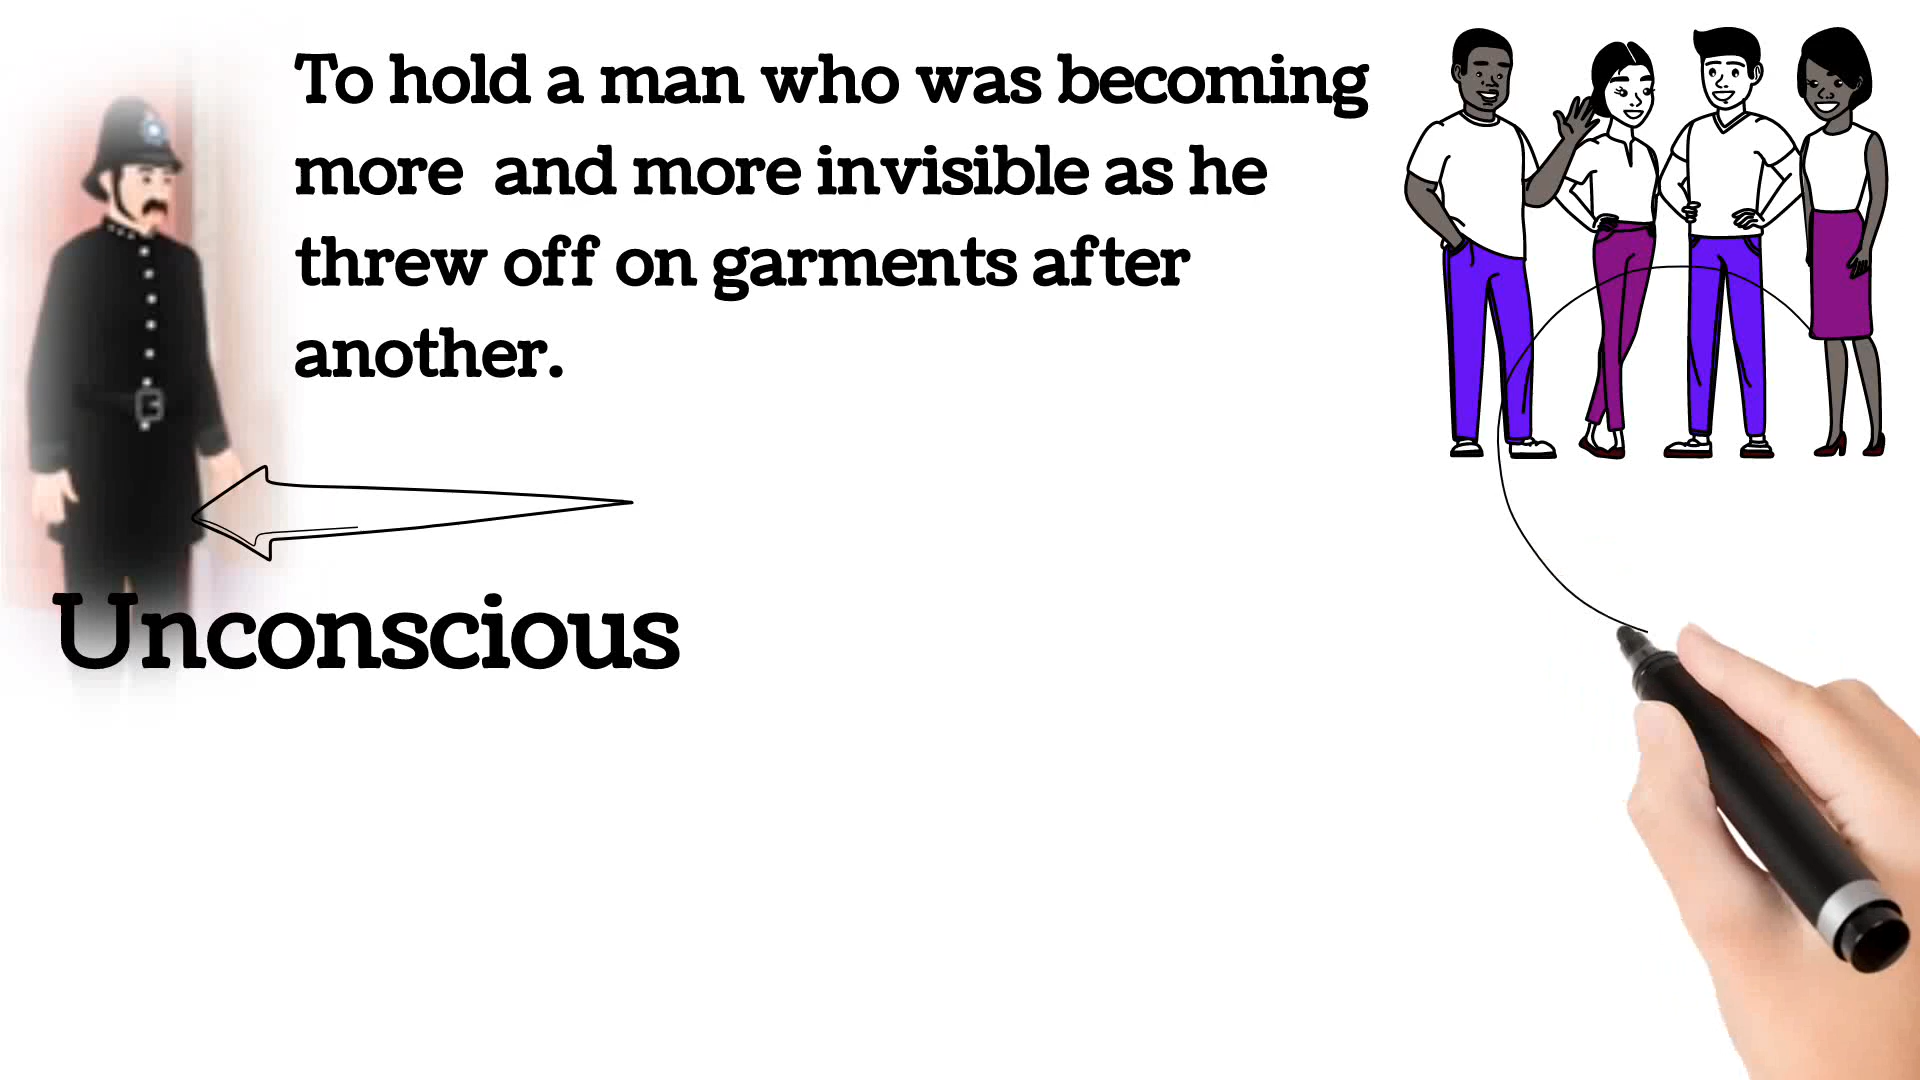 To hold a man who was becoming
more and more invisible as he
threw off on garments after
another.
Unconscious